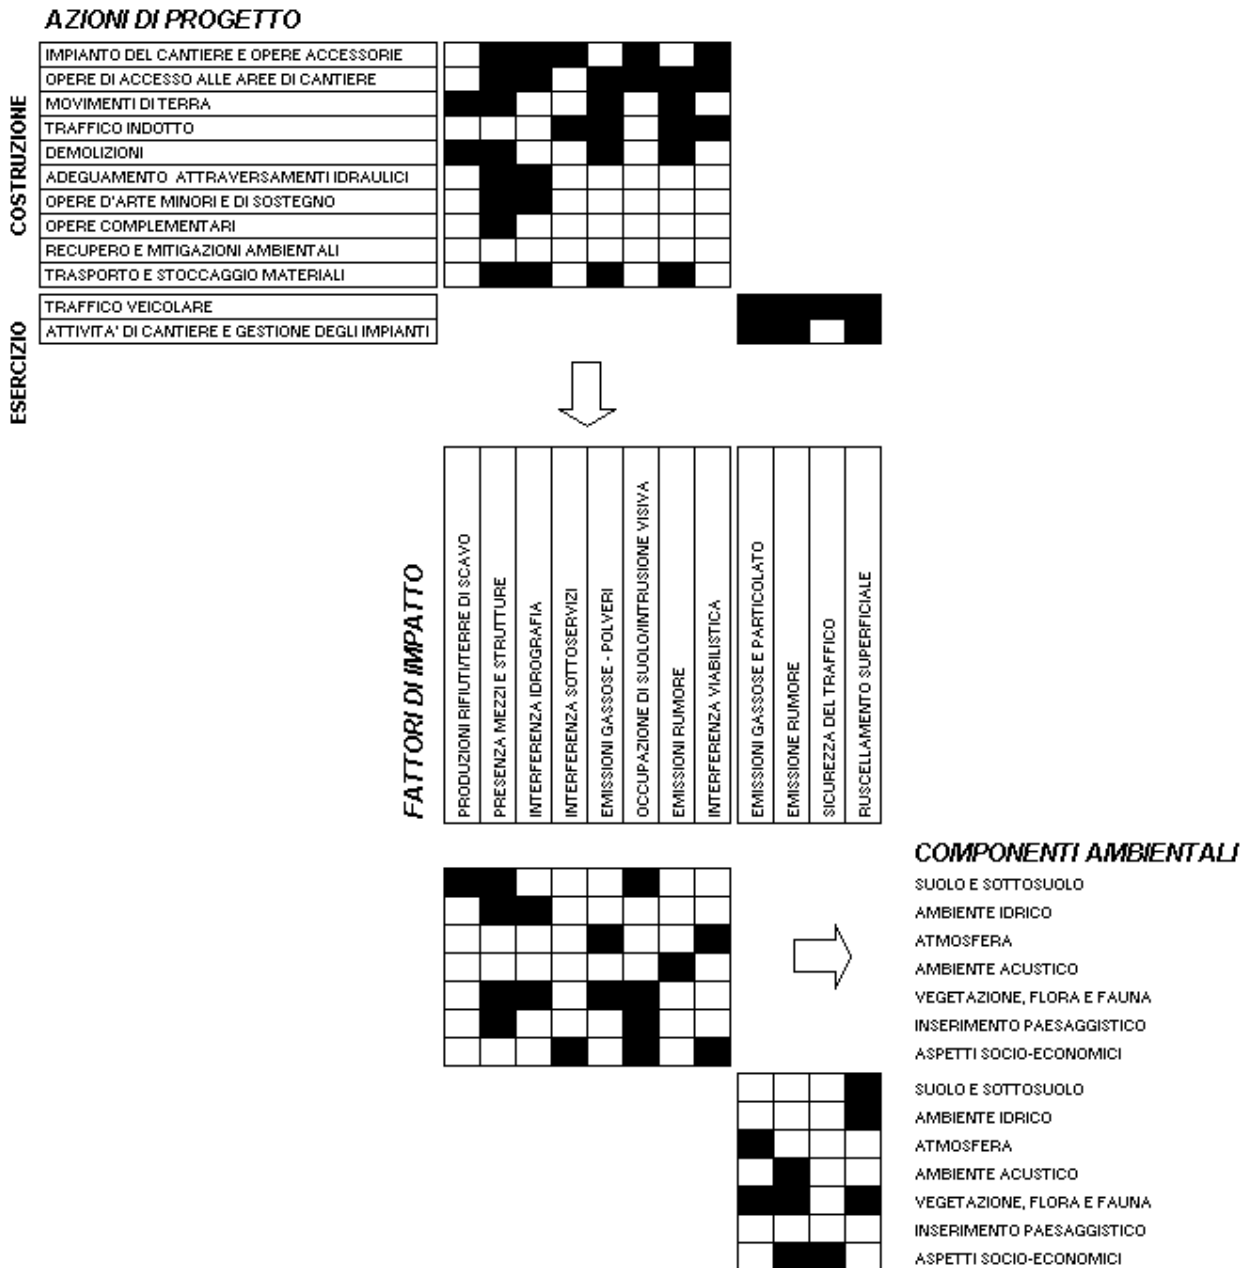 AZIONI DI PROGETTO
COSTRUZIONE
IMPIANTO DEL CANTIERE E OPERE ACCESSORIE
OPERE DI ACCESSO ALLE AREE DI CANTIERE
MOVIMENTI DI TERRA
TRAFFICO INDOTTO
DEMOLIZIONI
ADEGUAMENTO ATTRAVERSAMENTI IDRAULICI
OPERE D'ARTE MINORI E DI SOSTEGNO
OPERE COMPLEMENTARI
RECUPERO E MITIGAZIONI AMBIENTALI
TRASPORTO E STOCCAGGIO MATERIALI
ESERCIZIO
TRAFFICO VEICOLARE
ATTIVITA' DI CANTIERE E GESTIONE DEGLI IMPIANTI
FATTORI DI IMPATTO
PRODUZIONI RIFIUTI/TERRE DI SCAVO
PRESENZA MEZZI E STRUTTURE
INTERFERENZA IDROGRAFIA
INTERFERENZA SOTTOSERVIZI
EMISSIONI GASSOSE - POLVERI
OCCUPAZIONE DI SUOLO/INTRUSIONE VISIVA
EMISSIONI RUMORE
INTERFERENZA VIABILISTICA
EMISSIONI GASSOSE E PARTICOLATO
EMISSIONE RUMORE
SICUREZZA DEL TRAFFICO
RUSCELLAMENTO SUPERFICIALE
COMPONENTI AMBIENTALI
SUOLO E SOTTOSUOLO
AMBIENTE IDRICO
ATMOSFERA
AMBIENTE ACUSTICO
VEGETAZIONE, FLORA E FAUNA
INSERIMENTO PAESAGGISTICO
ASPETTI SOCIO-ECONOMICI
SUOLO E SOTTOSUOLO
AMBIENTE IDRICO
ATMOSFERA
AMBIENTE ACUSTICO
VEGETAZIONE, FLORA E FAUNA
INSERIMENTO PAESAGGISTICO
ASPETTI SOCIO-ECONOMICI